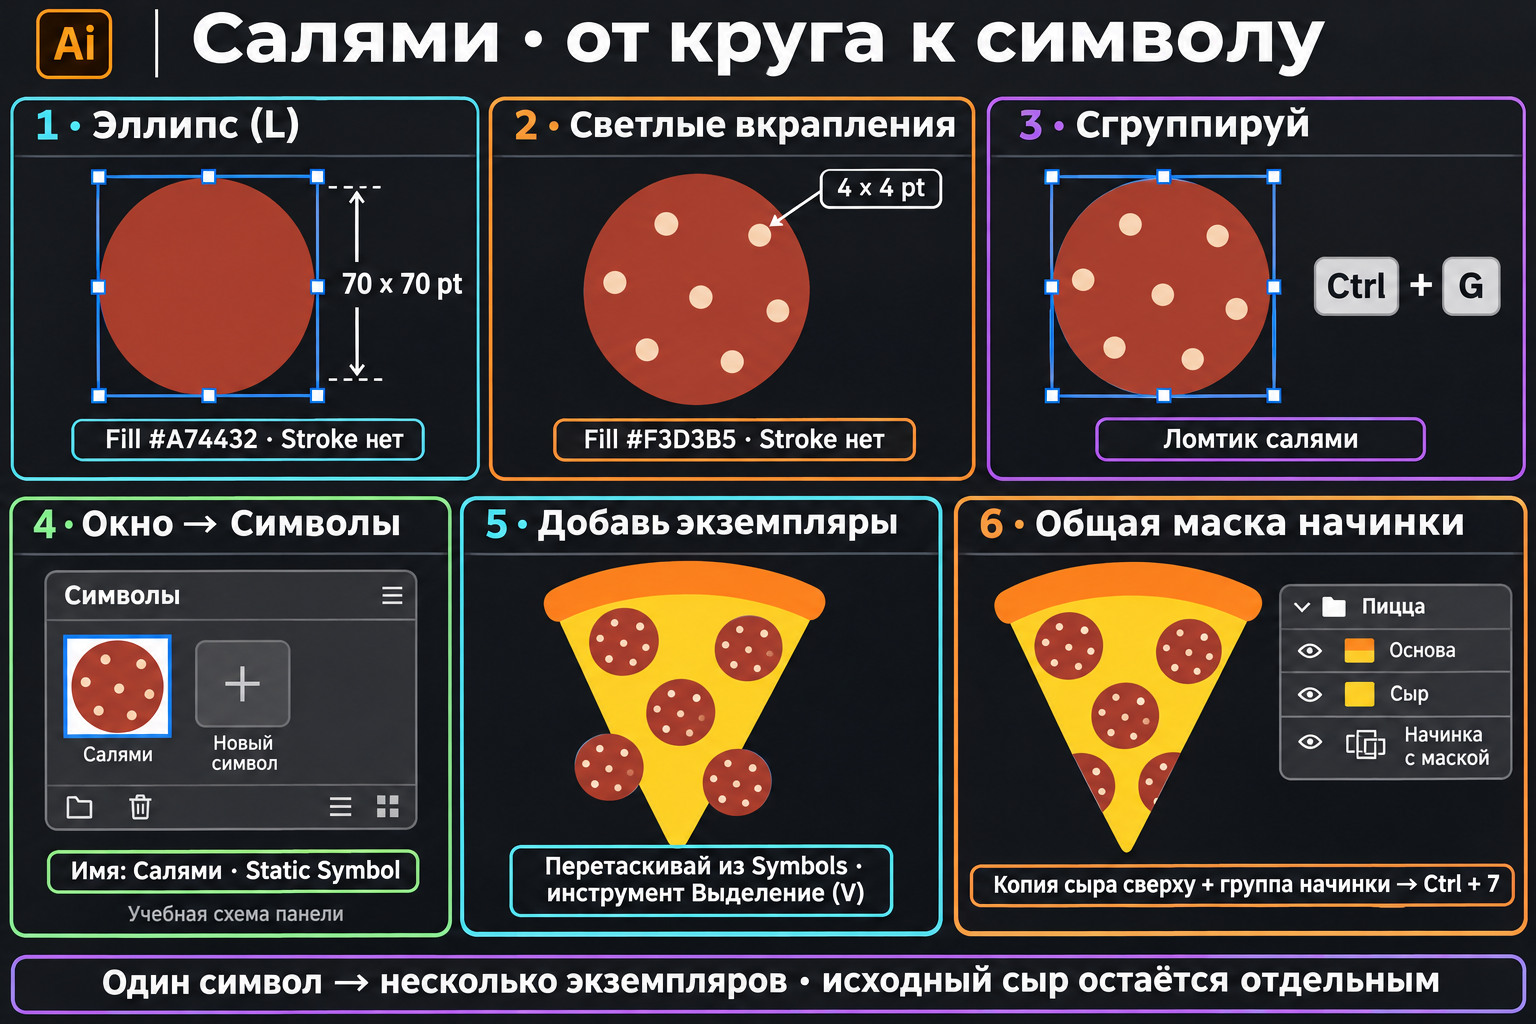 Ai
Салями • от круга к символу
1 • Эллипс (L)
70 x 70 pt
Fill #A74432 · Stroke нет
2 • Светлые вкрапления
4 x 4 pt
Fill #F3D3B5 · Stroke нет
3 • Сгруппируй
Ctrl + G
Ломтик салями
4 • Окно → Символы
Символы
Салями
Новый
символ
Имя: Салями · Static Symbol
Учебная схема панели
5 • Добавь экземпляры
Перетаскивай из Symbols ·
инструмент Выделение (V)
6 • Общая маска начинки
Пицца
Основа
Сыр
Начинка
с маской
Копия сыра сверху + группа начинки → Ctrl + 7
Один символ → несколько экземпляров • исходный сыр остаётся отдельным